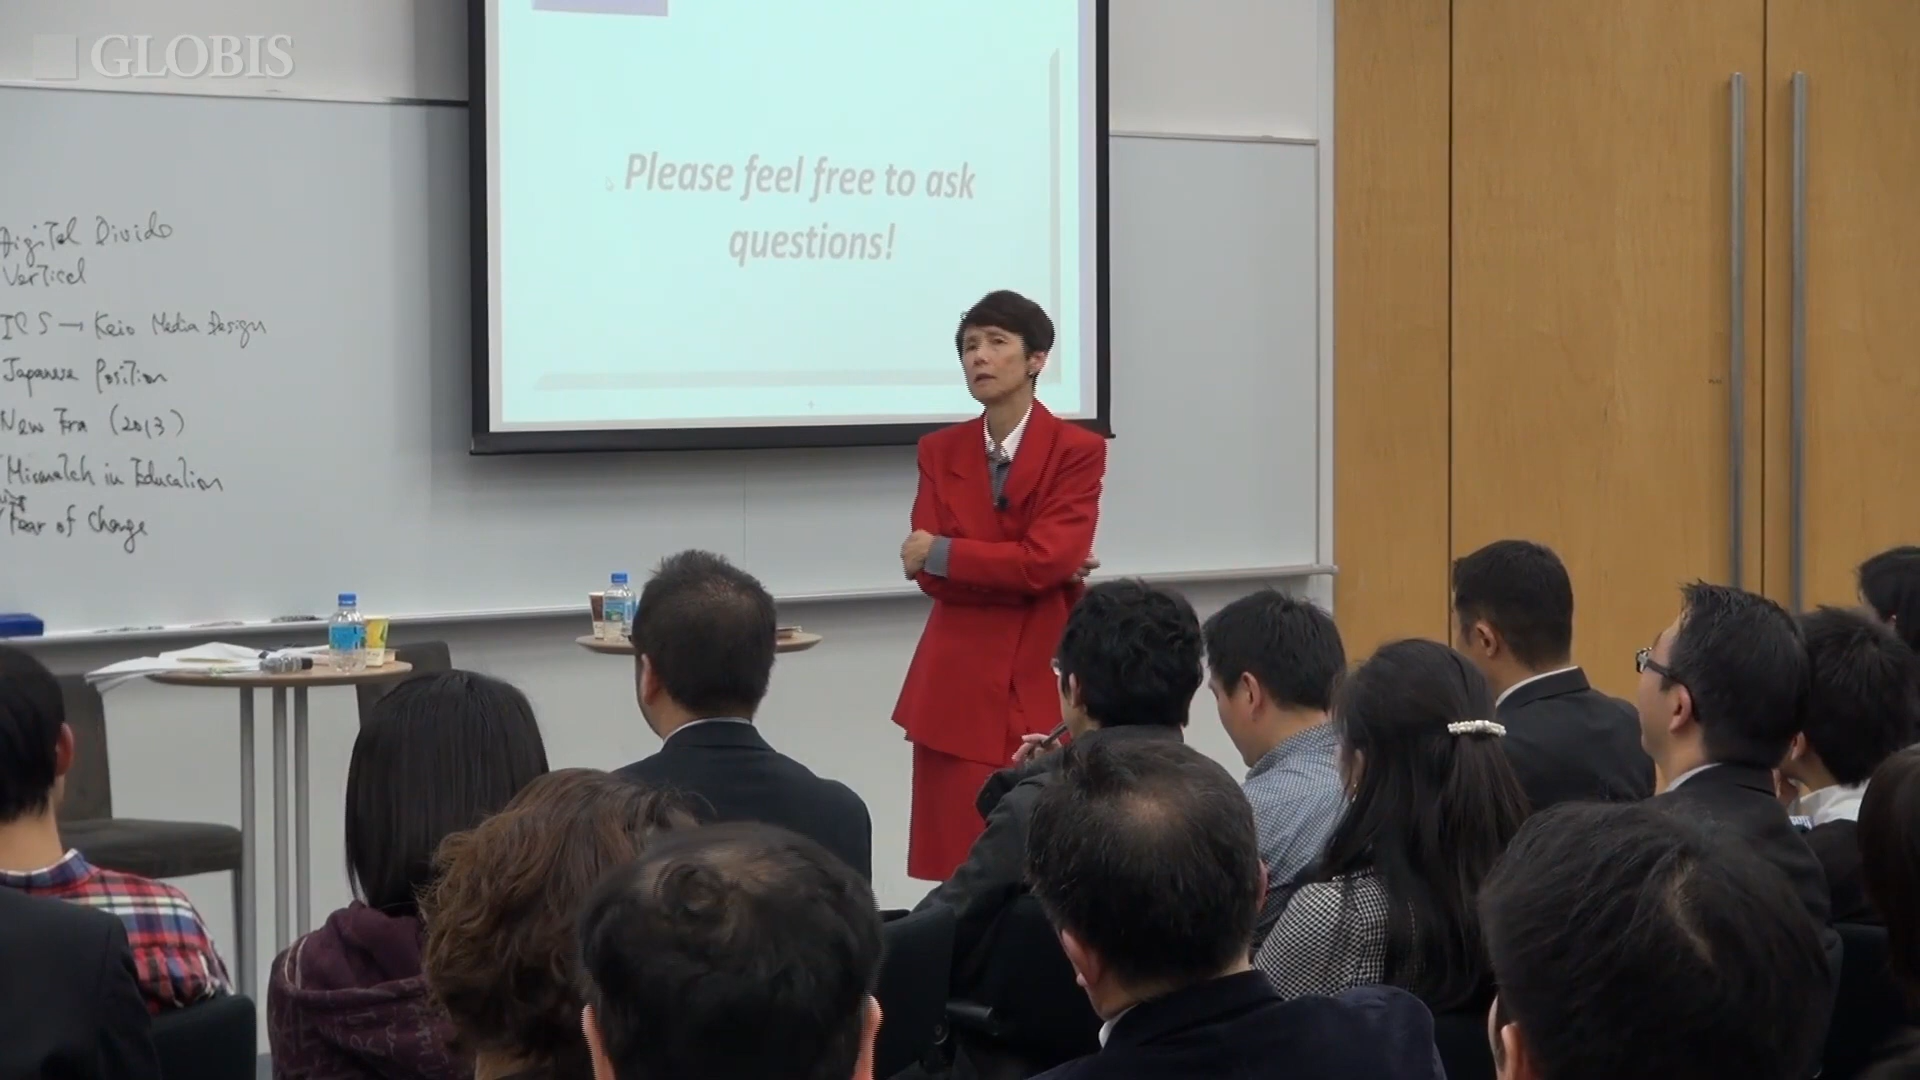 GLOBIS
Please feel free to ask
questions!
Digital Divide
Vertical
ICS → Keio Media Design
Japanese Position
New Era (2013)
Mismatch in Education
Fear of Change